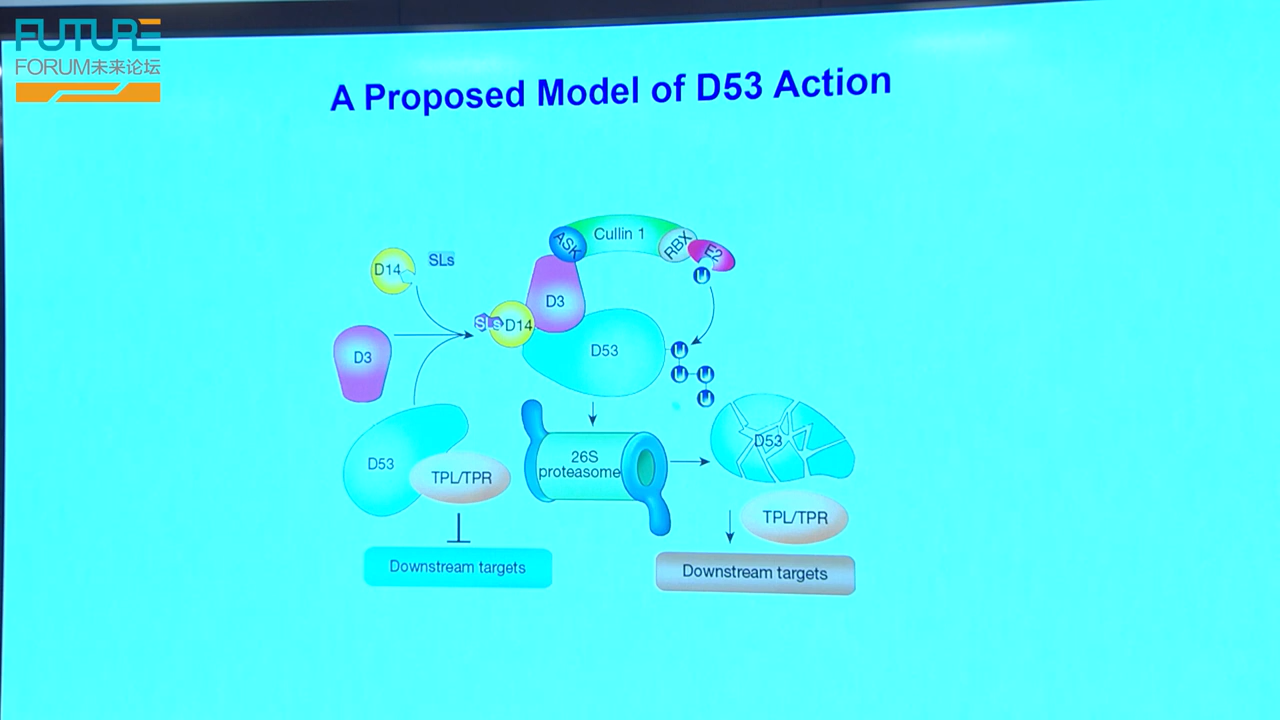 FUTURE
FORUM未来论坛
A Proposed Model of D53 Action
ASK
Cullin 1
RBX
E2
U
D14
SLs
D3
SLs
D14
D3
D53
U
U
U
U
D53
TPL/TPR
26S
proteasome
D53
TPL/TPR
Downstream targets
Downstream targets